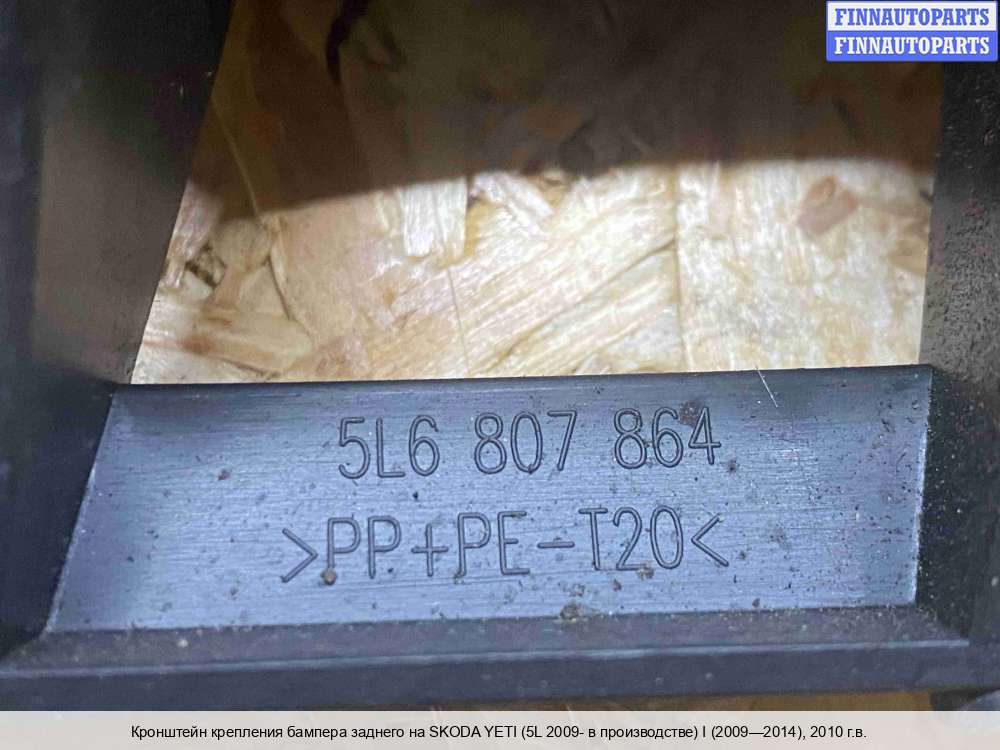 FINNAUTOPARTS
FINNAUTOPARTS
5L6 807 864
>PP+PE-T20<
Кронштейн крепления бампера заднего на SKODA YETI (5L 2009- в производстве) I (2009—2014), 2010 г.в.